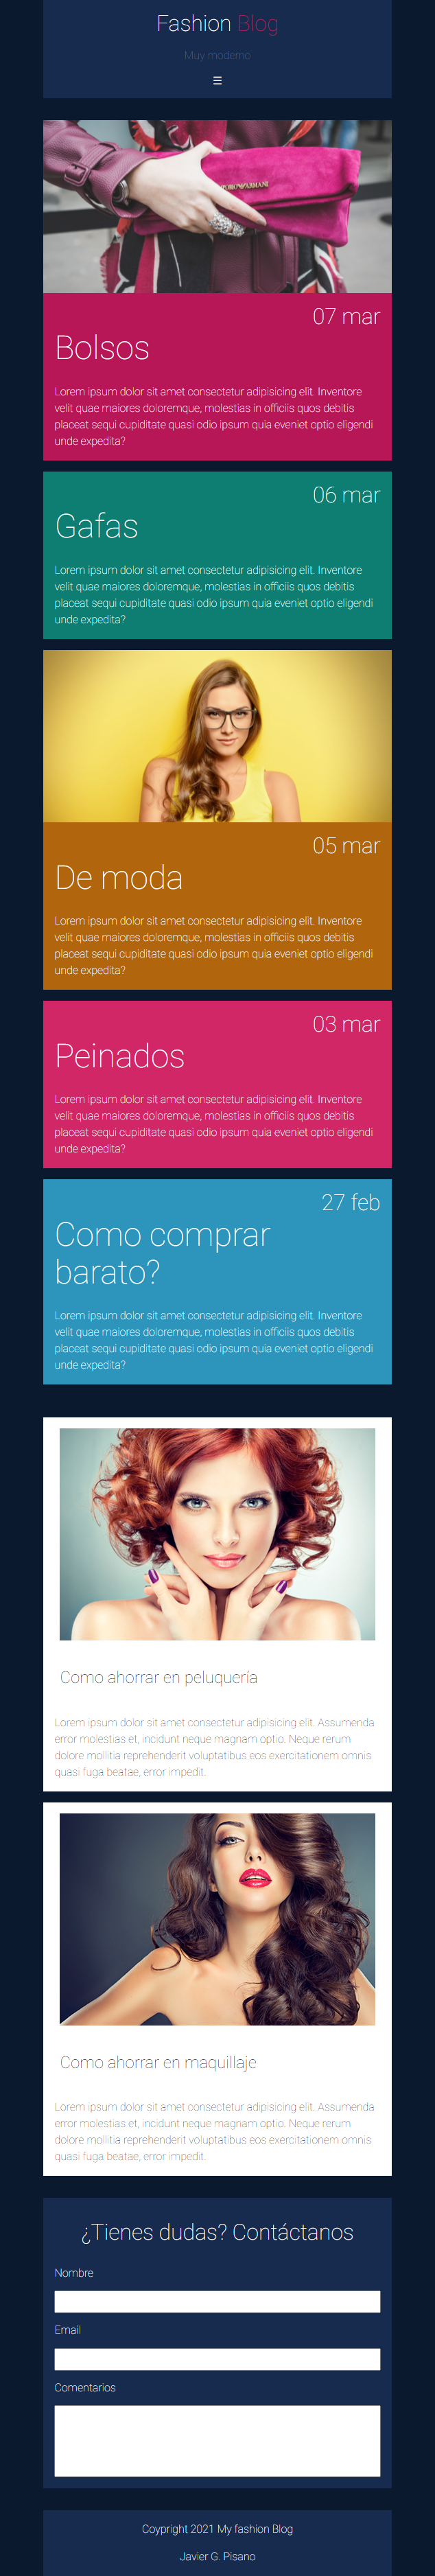 Fashion Blog
Muy moderno
☰
EMPORIO ARMANI
07 mar
Bolsos
Lorem ipsum dolor sit amet consectetur adipisicing elit. Inventore
velit quae maiores doloremque, molestias in officiis quos debitis
placeat sequi cupiditate quasi odio ipsum quia eveniet optio eligendi
unde expedita?
06 mar
Gafas
Lorem ipsum dolor sit amet consectetur adipisicing elit. Inventore
velit quae maiores doloremque, molestias in officiis quos debitis
placeat sequi cupiditate quasi odio ipsum quia eveniet optio eligendi
unde expedita?
05 mar
De moda
Lorem ipsum dolor sit amet consectetur adipisicing elit. Inventore
velit quae maiores doloremque, molestias in officiis quos debitis
placeat sequi cupiditate quasi odio ipsum quia eveniet optio eligendi
unde expedita?
03 mar
Peinados
Lorem ipsum dolor sit amet consectetur adipisicing elit. Inventore
velit quae maiores doloremque, molestias in officiis quos debitis
placeat sequi cupiditate quasi odio ipsum quia eveniet optio eligendi
unde expedita?
27 feb
Como comprar
barato?
Lorem ipsum dolor sit amet consectetur adipisicing elit. Inventore
velit quae maiores doloremque, molestias in officiis quos debitis
placeat sequi cupiditate quasi odio ipsum quia eveniet optio eligendi
unde expedita?
Como ahorrar en peluquería
Lorem ipsum dolor sit amet consectetur adipisicing elit. Assumenda
error molestias et, incidunt neque magnam optio. Neque rerum
dolore mollitia reprehenderit voluptatibus eos exercitationem omnis
quasi fuga beatae, error impedit.
Como ahorrar en maquillaje
Lorem ipsum dolor sit amet consectetur adipisicing elit. Assumenda
error molestias et, incidunt neque magnam optio. Neque rerum
dolore mollitia reprehenderit voluptatibus eos exercitationem omnis
quasi fuga beatae, error impedit.
¿Tienes dudas? Contáctanos
Nombre
Email
Comentarios
Coypright 2021 My fashion Blog
Javier G. Pisano